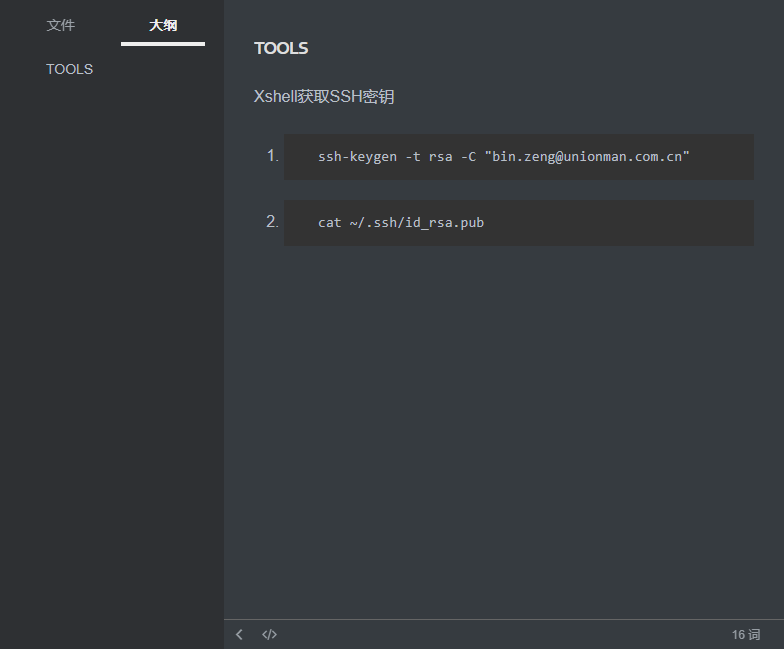 文件 大纲
TOOLS
TOOLS
Xshell获取SSH密钥
1. ssh-keygen -t rsa -C "bin.zeng@unionman.com.cn"
2. cat ~/.ssh/id_rsa.pub
</> 16 词